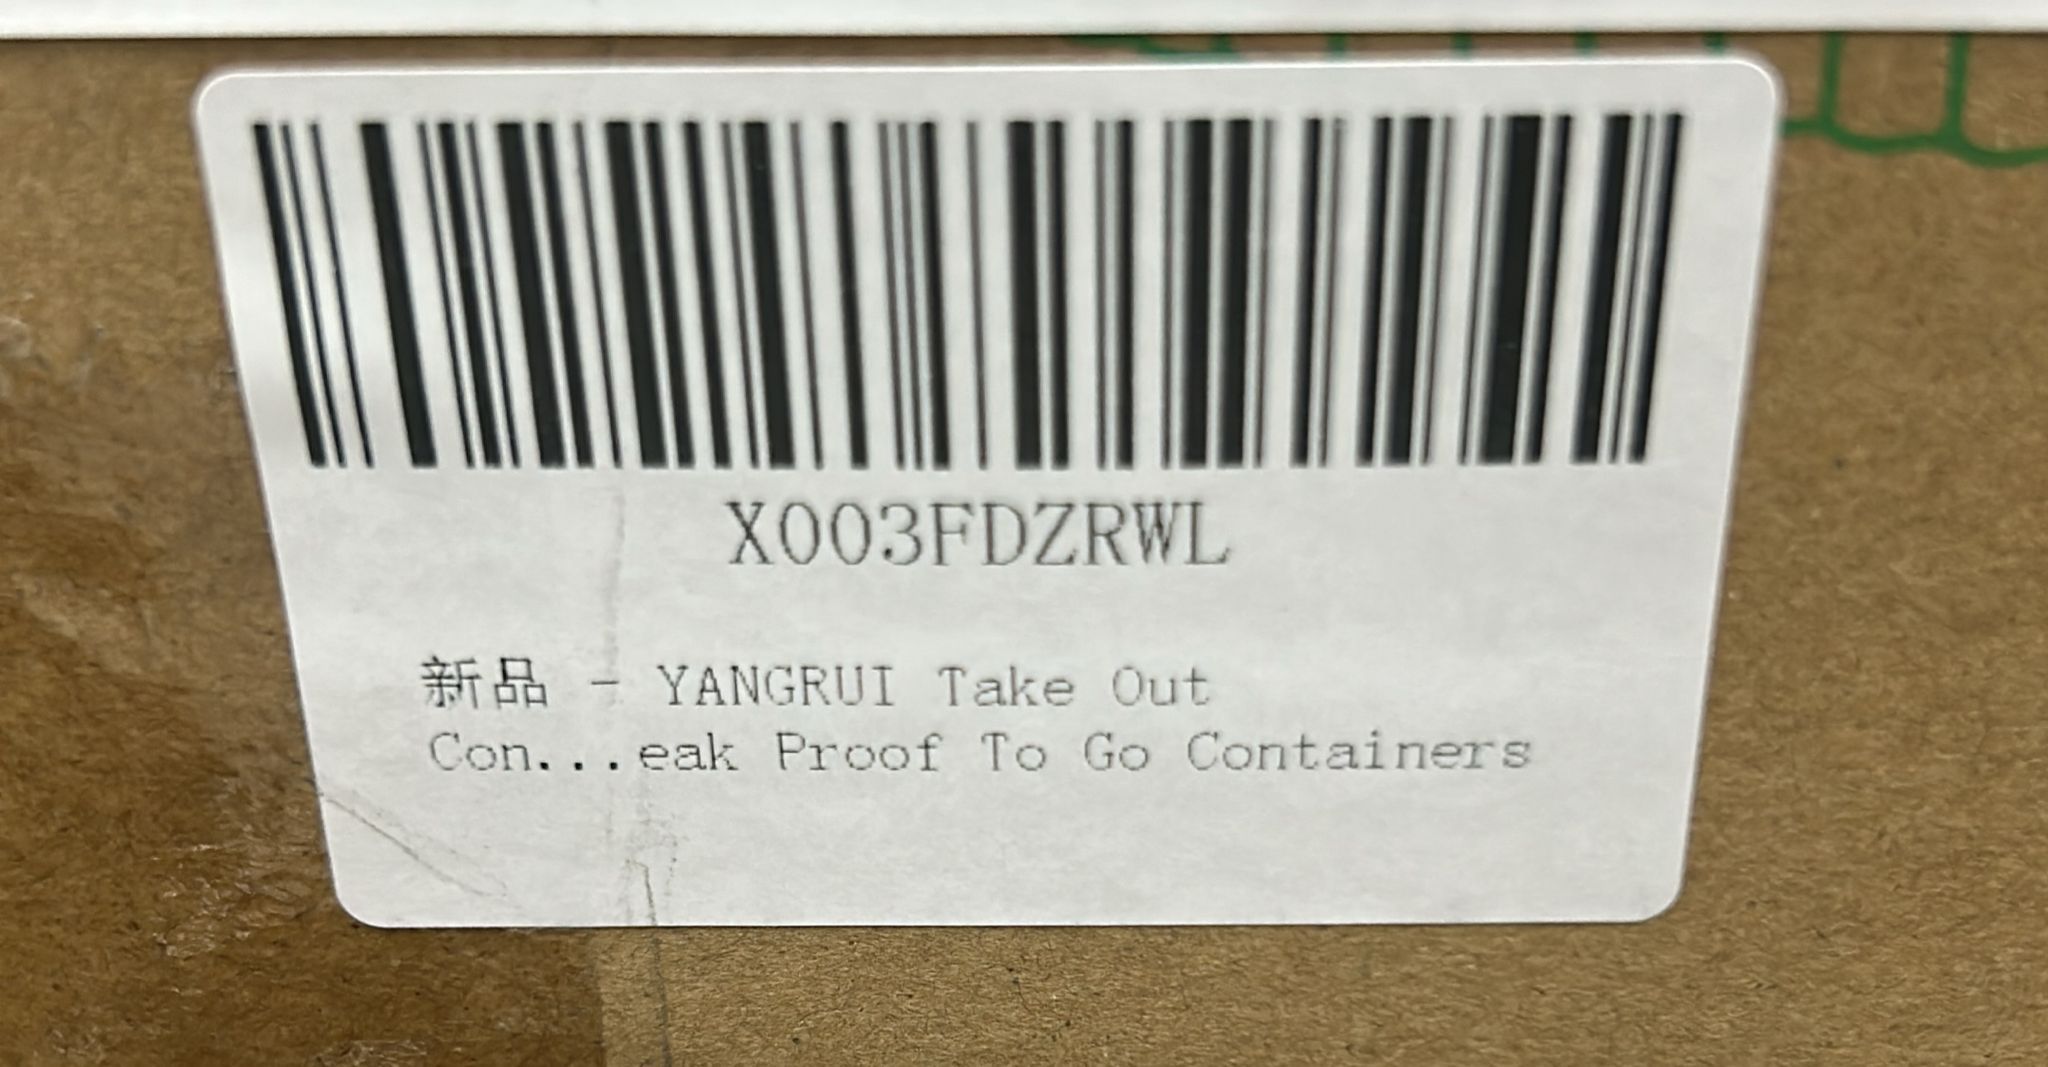 X003FDZRWL
新品 - YANGRUI Take Out
Con...eak Proof To Go Containers